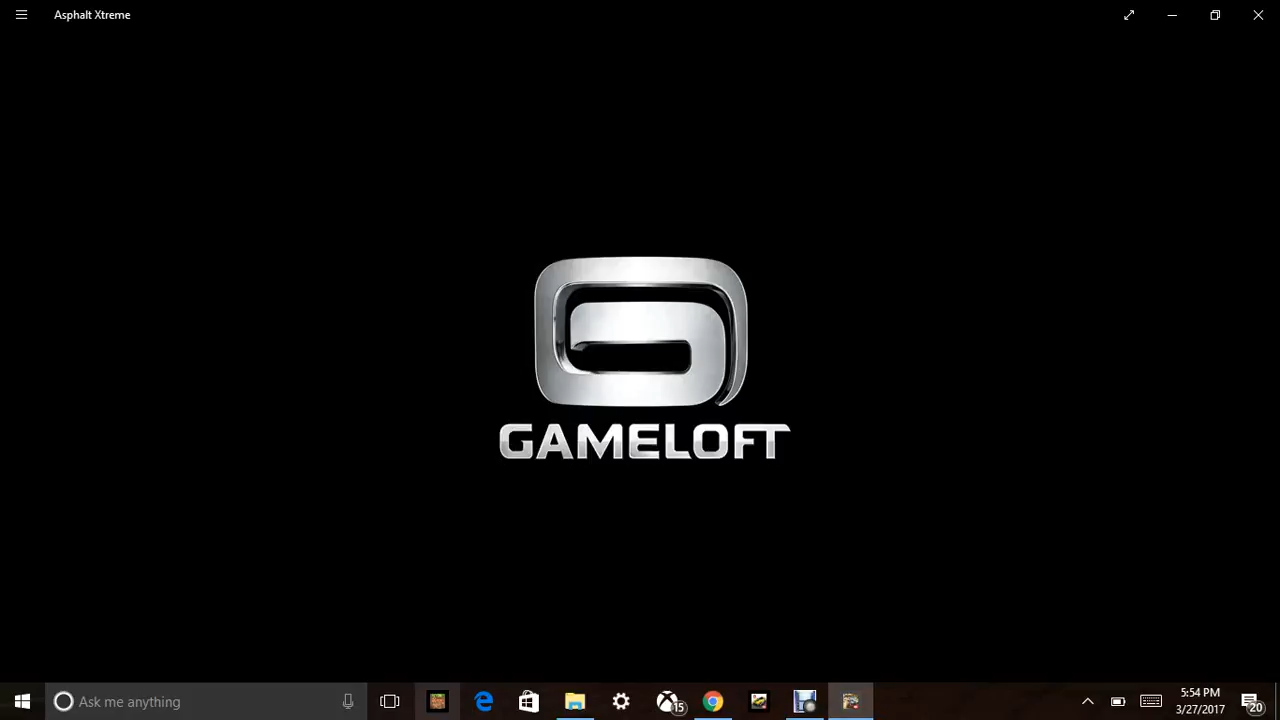 Asphalt Xtreme
GAMELOFT
Ask me anything
15
5:54 PM
3/27/2017
20